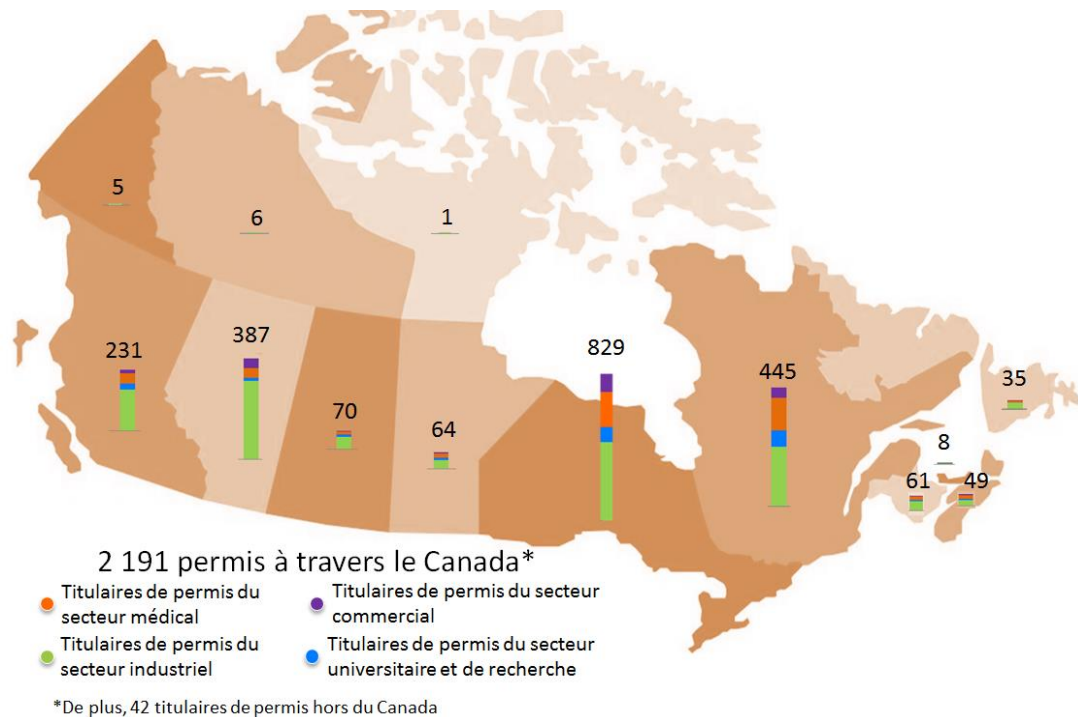 5
6
1
231
387
70
64
829
445
35
8
61
49
2 191 permis à travers le Canada*
Titulaires de permis du
secteur médical
Titulaires de permis du secteur
commercial
Titulaires de permis du
secteur industriel
Titulaires de permis du secteur
universitaire et de recherche
*De plus, 42 titulaires de permis hors du Canada